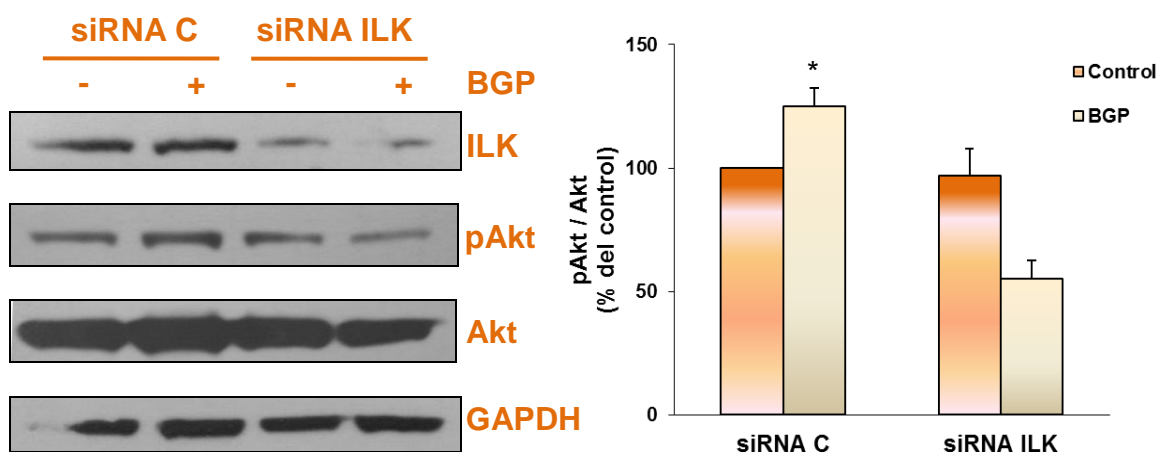 siRNA C siRNA ILK
- + - + BGP
ILK
pAkt
Akt
GAPDH
150
100
50
0
pAkt / Akt
(% del control)
*
Control
BGP
siRNA C siRNA ILK